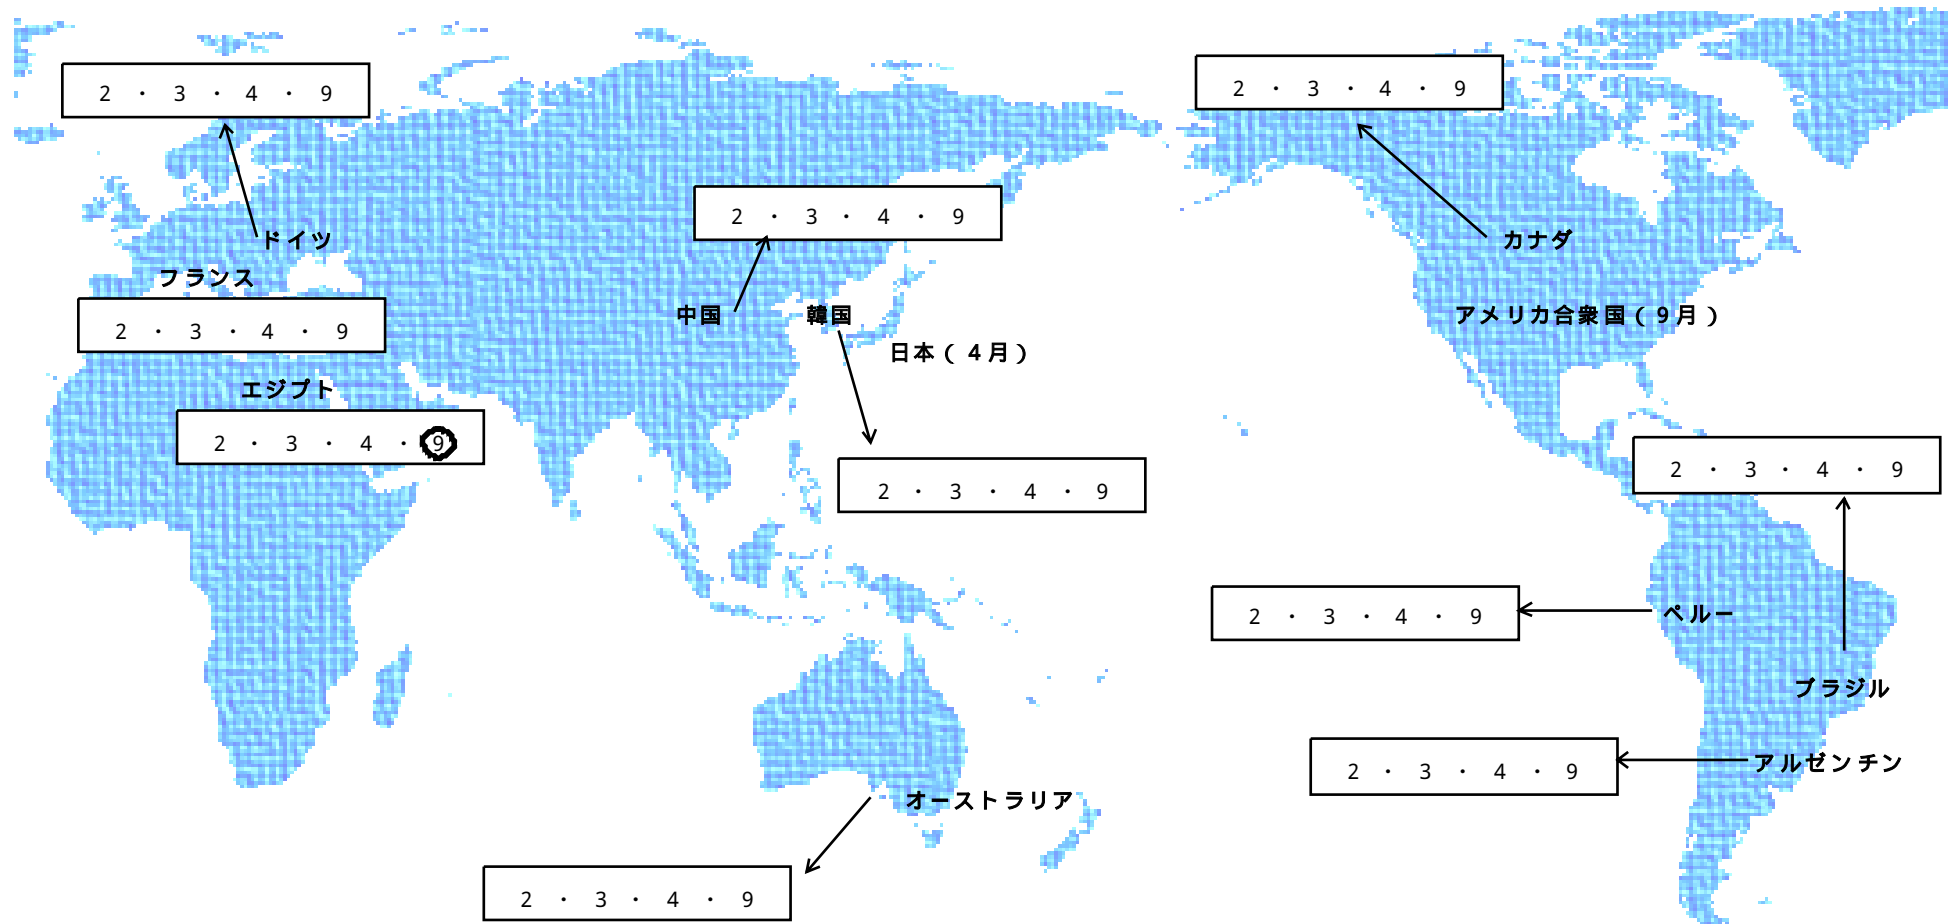 2 ・ 3 ・ 4 ・ 9
2 ・ 3 ・ 4 ・ 9
2 ・ 3 ・ 4 ・ 9
ドイツ
カナダ
フランス
2 ・ 3 ・ 4 ・ 9
中国
韓国
アメリカ合衆国(9月)
日本(4月)
エジプト
2 ・ 3 ・ 4 ・ 9
2 ・ 3 ・ 4 ・ 9
2 ・ 3 ・ 4 ・ 9
2 ・ 3 ・ 4 ・ 9
ペルー
ブラジル
2 ・ 3 ・ 4 ・ 9
アルゼンチン
オーストラリア
2 ・ 3 ・ 4 ・ 9